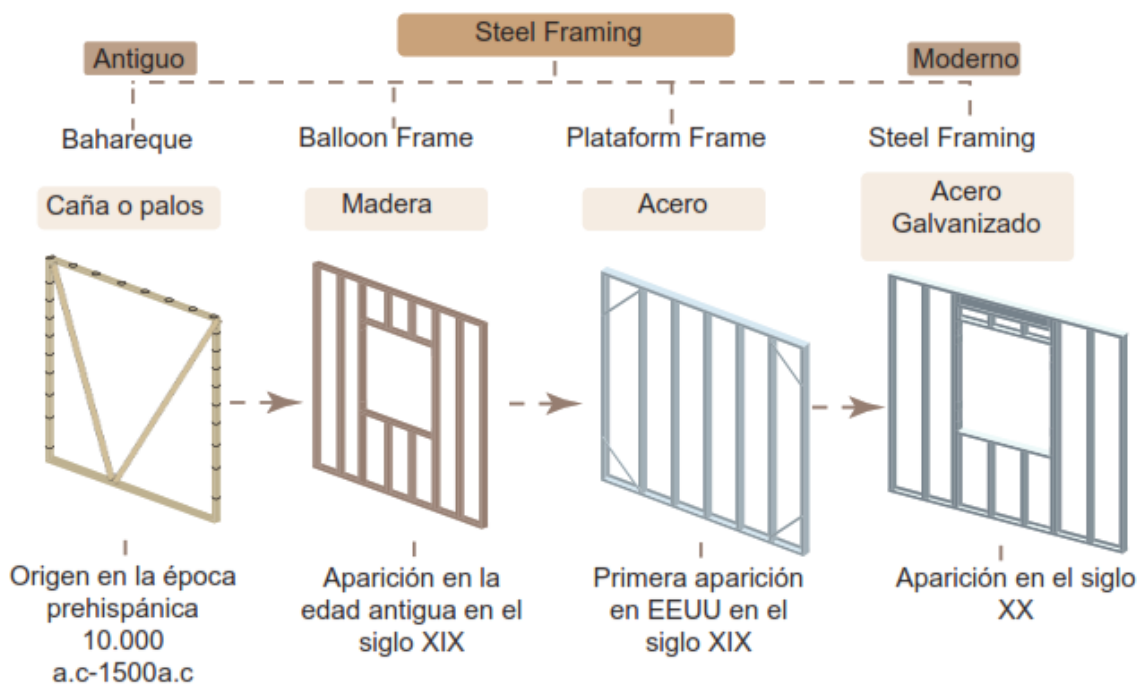 Steel Framing
Antiguo
Moderno
Bahareque
Balloon Frame
Plataform Frame
Steel Framing
Caña o palos
Madera
Acero
Acero
Galvanizado
Origen en la época
prehispánica
10.000
a.c-1500a.c
Aparición en la
edad antigua en el
siglo XIX
Primera aparición
en EEUU en el
siglo XIX
Aparición en el siglo
XX